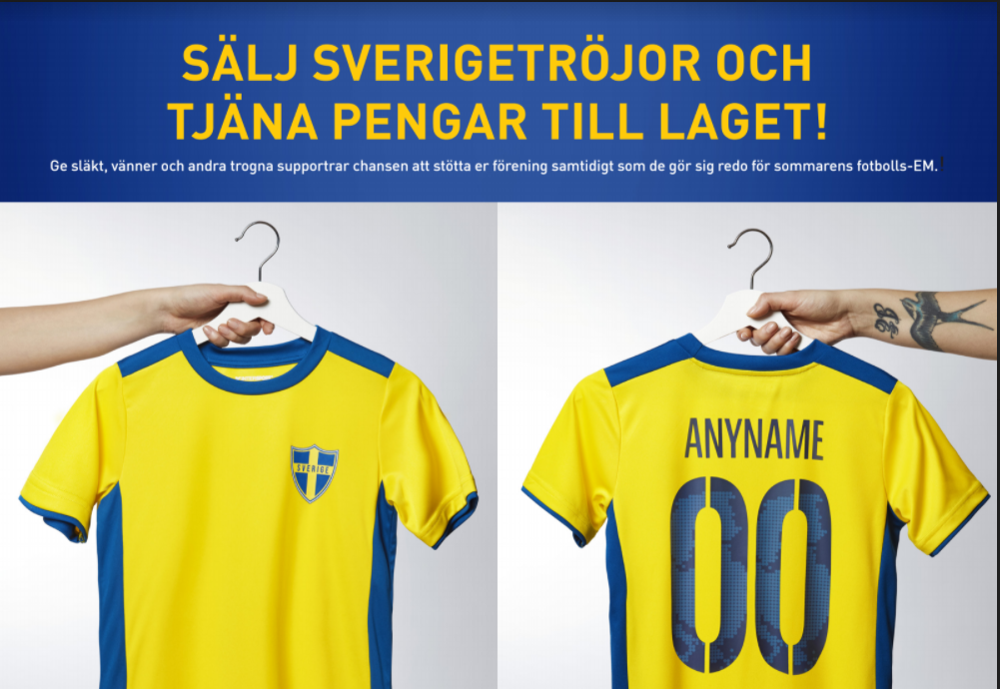 SÄLJ SVERIGETRÖJOR OCH
TJÄNA PENGAR TILL LAGET!
Ge släkt, vänner och andra trogna supportrar chansen att stötta er förening samtidigt som de gör sig redo för sommarens fotbolls-EM.
SVERIGE
ANYNAME
00